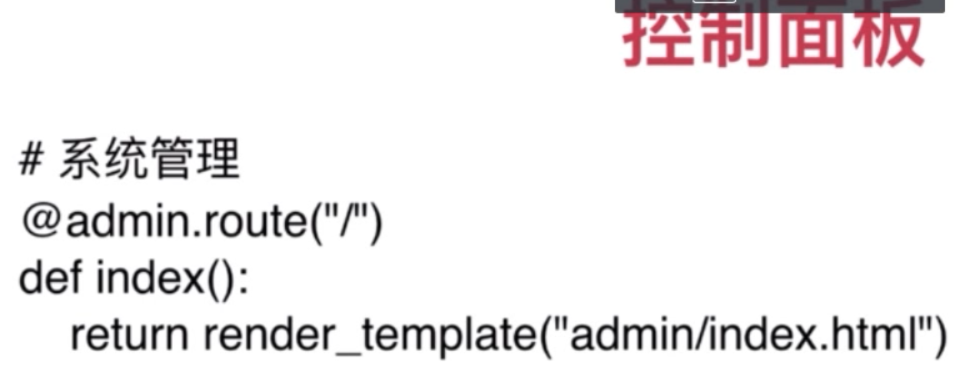 控制面板
# 系统管理
@admin.route("/")
def index():
    return render_template("admin/index.html")